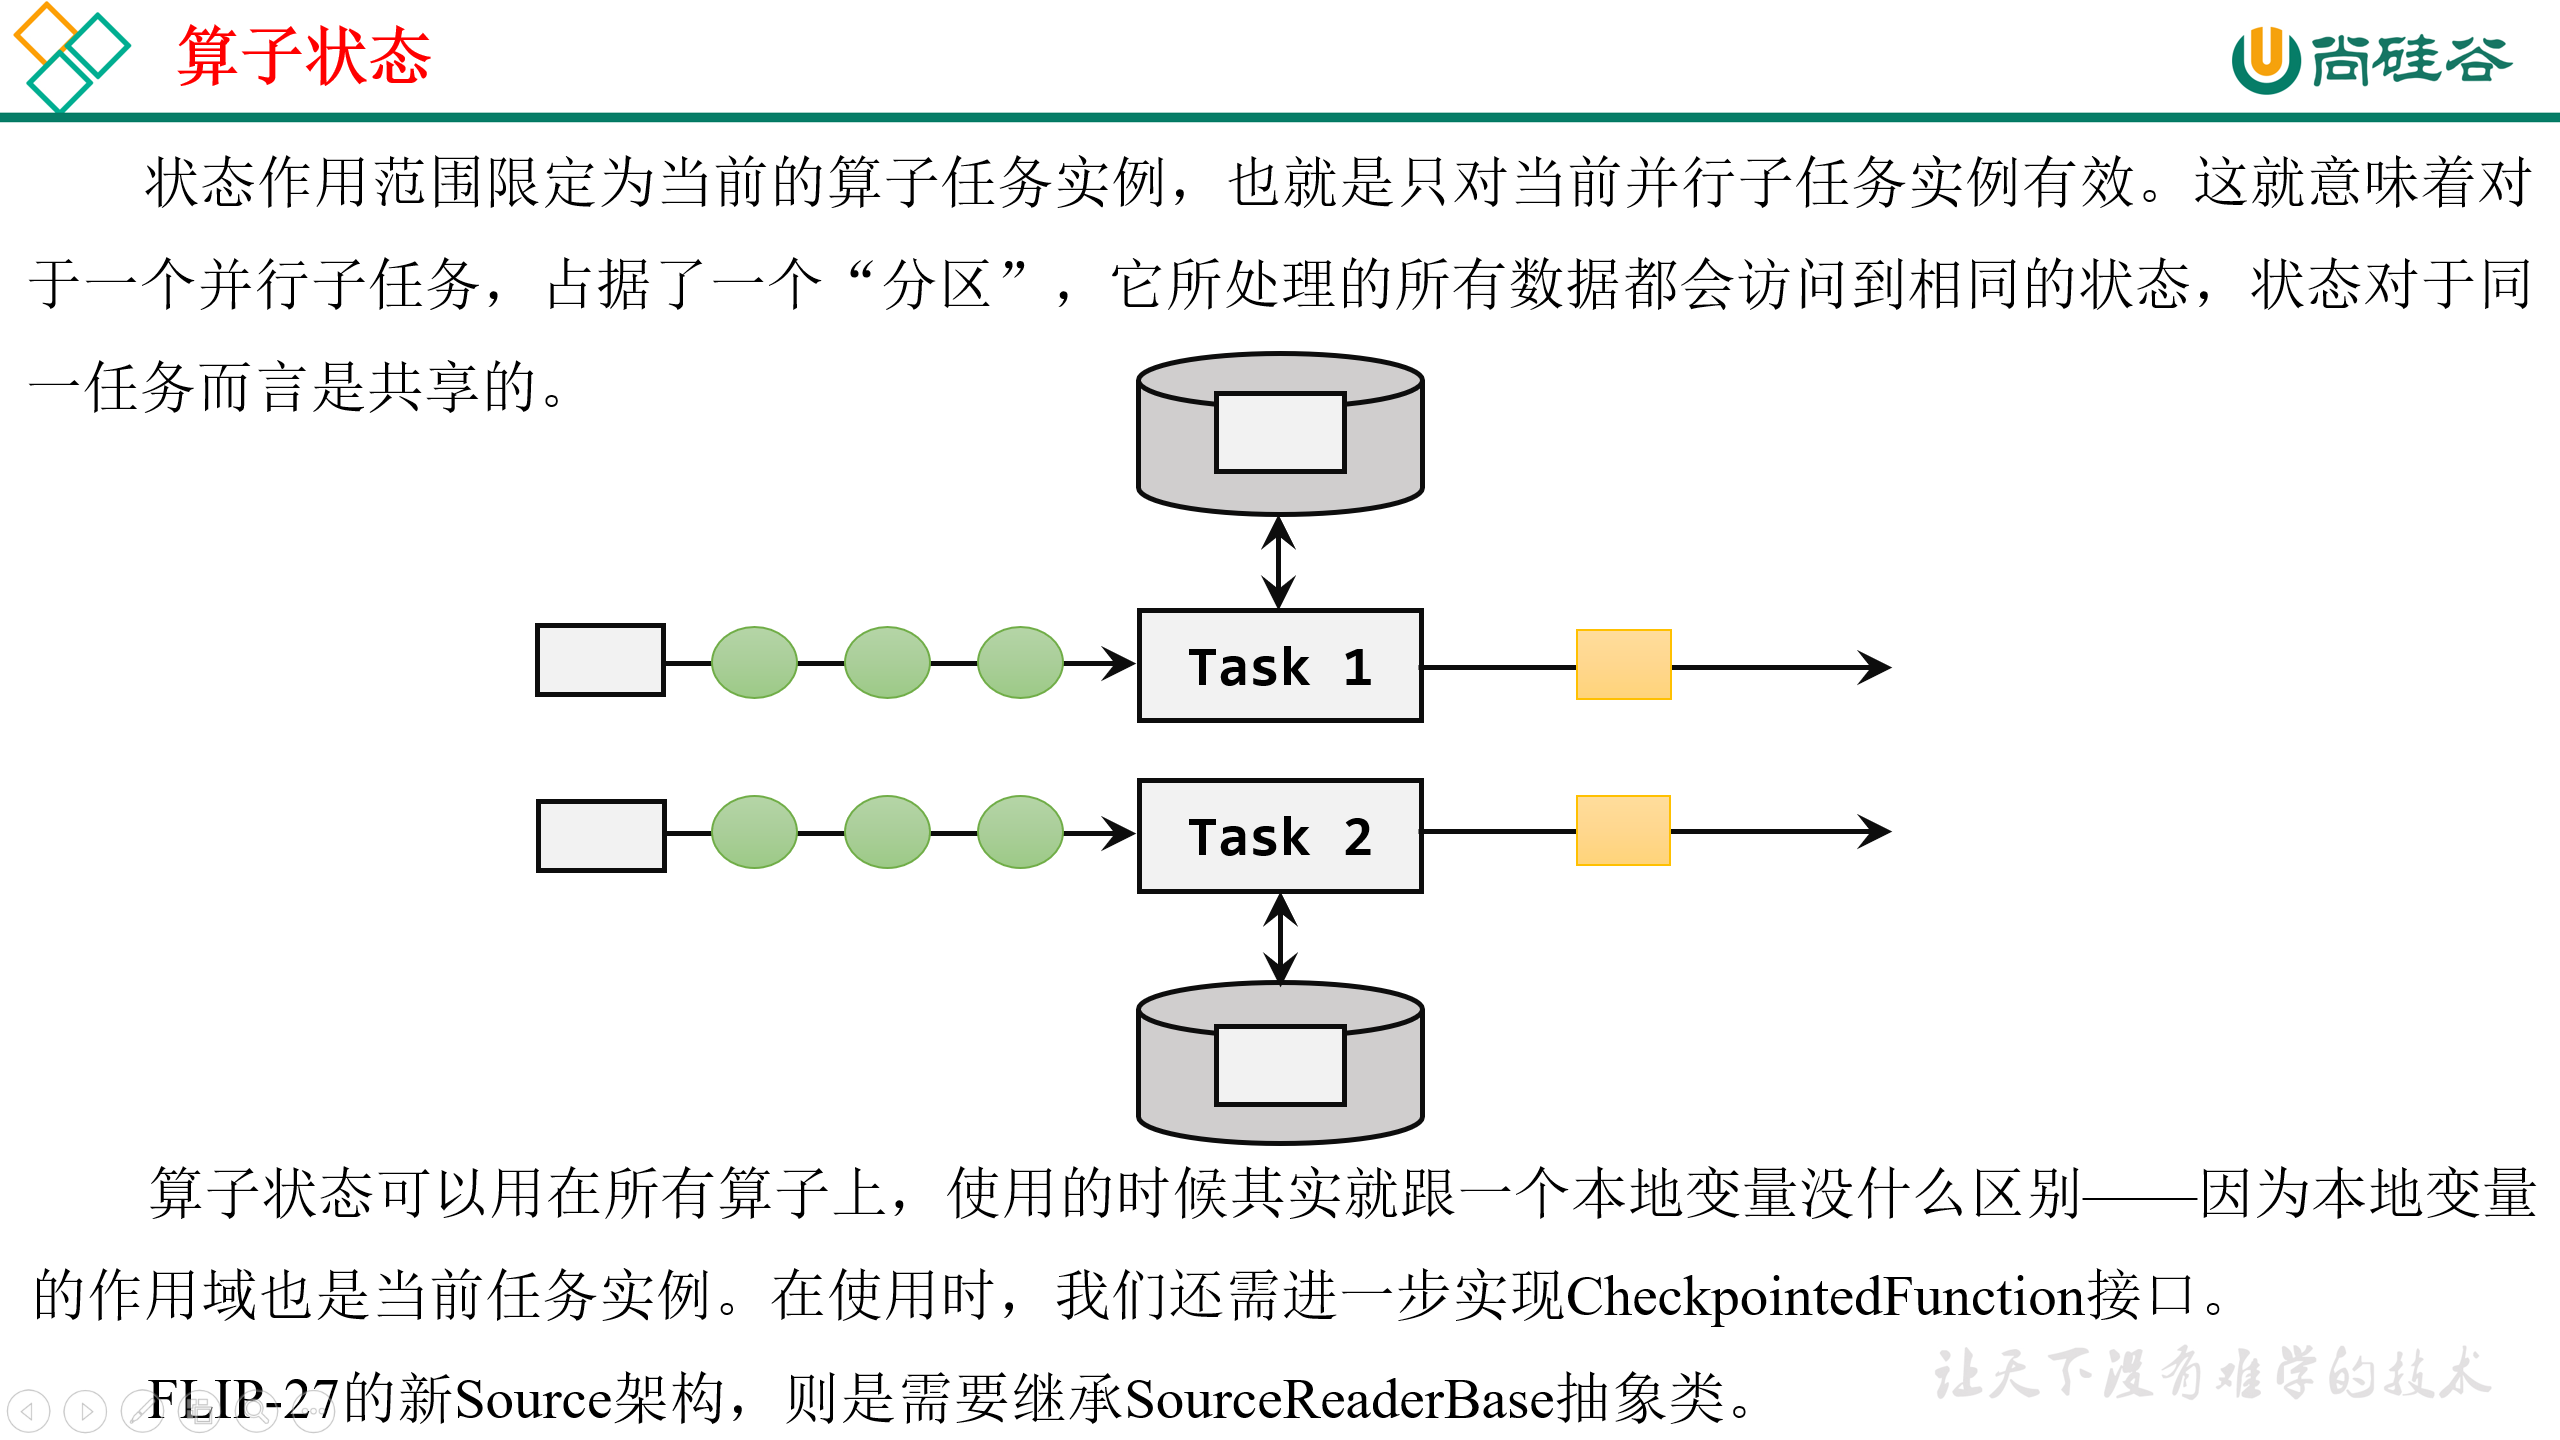 算子状态
尚硅谷
状态作用范围限定为当前的算子任务实例，也就是只对当前并行子任务实例有效。这就意味着对
于一个并行子任务，占据了一个“分区”，它所处理的所有数据都会访问到相同的状态，状态对于同
一任务而言是共享的。
Task 1
Task 2
算子状态可以用在所有算子上，使用的时候其实就跟一个本地变量没什么区别——因为本地变量
的作用域也是当前任务实例。在使用时，我们还需进一步实现CheckpointedFunction接口。
FLIP-27的新Source架构，则是需要继承SourceReaderBase抽象类。
让天下没有难学的技术